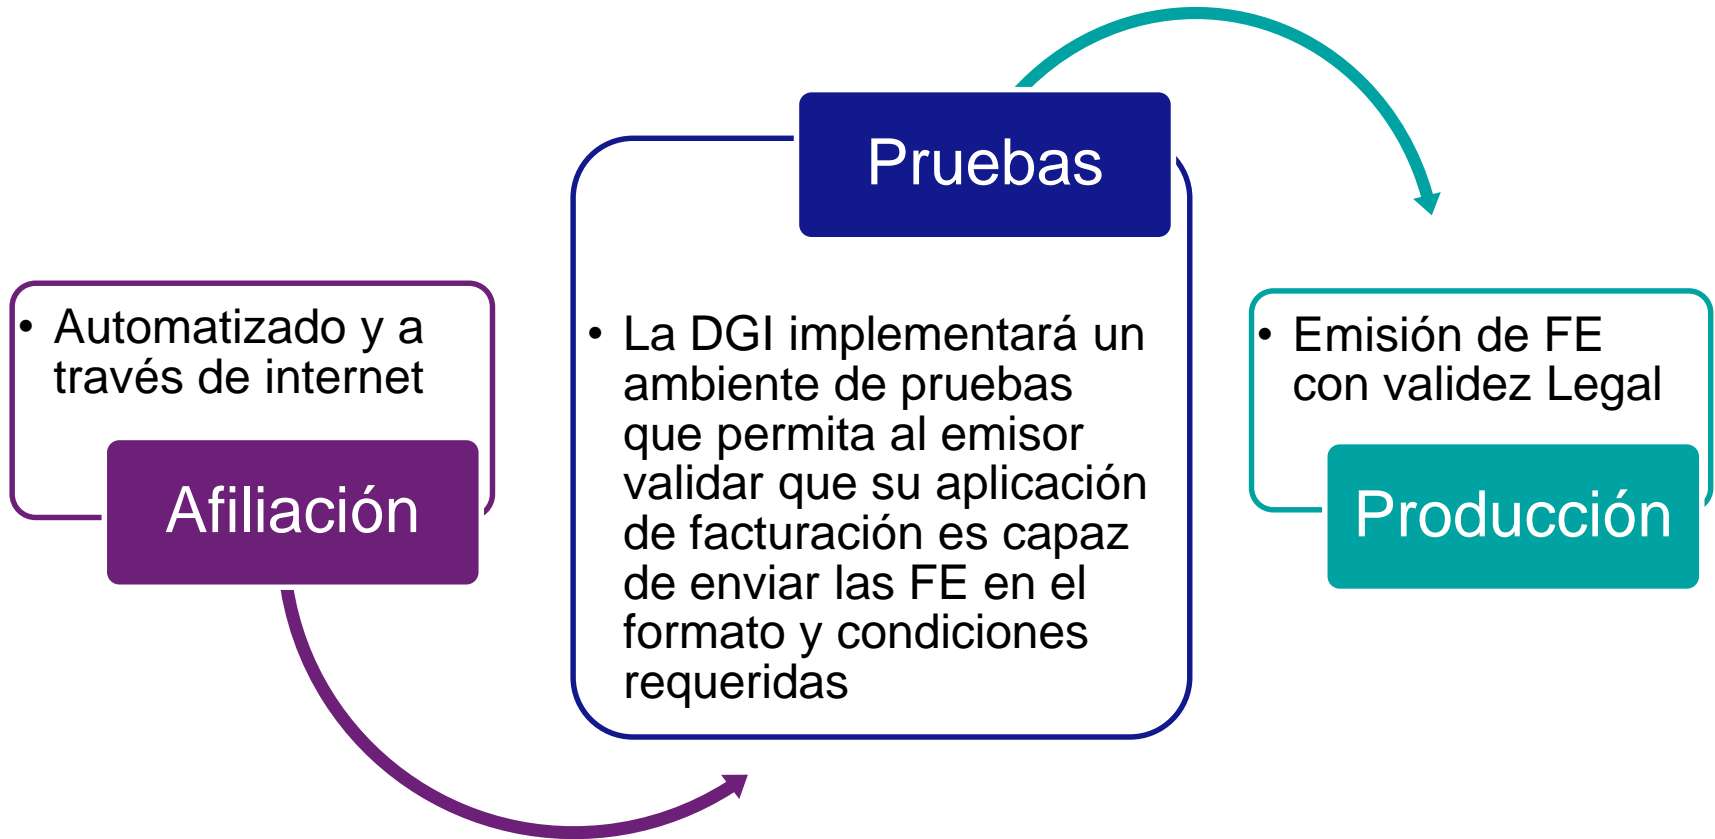 • Automatizado y a
través de internet
Afiliación
Pruebas
• La DGI implementará un
ambiente de pruebas
que permita al emisor
validar que su aplicación
de facturación es capaz
de enviar las FE en el
formato y condiciones
requeridas
• Emisión de FE
con validez Legal
Producción